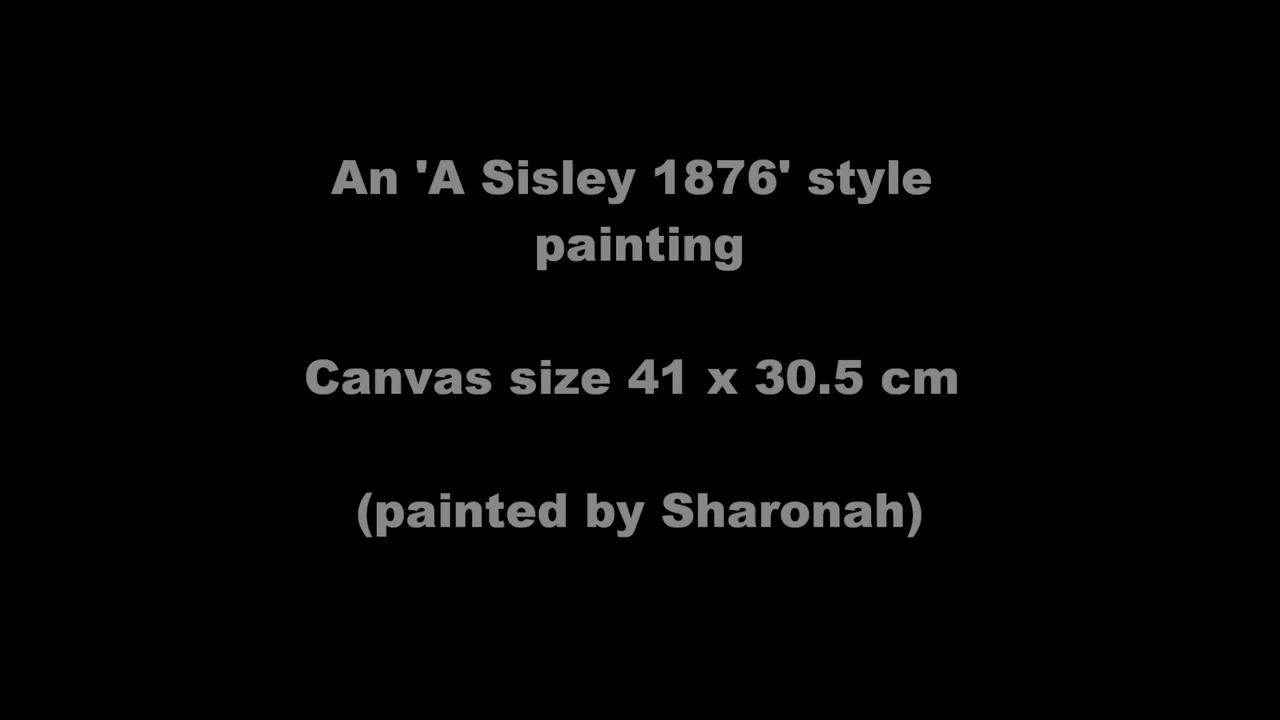 An 'A Sisley 1876' style
painting
Canvas size 41 x 30.5 cm
(painted by Sharonah)